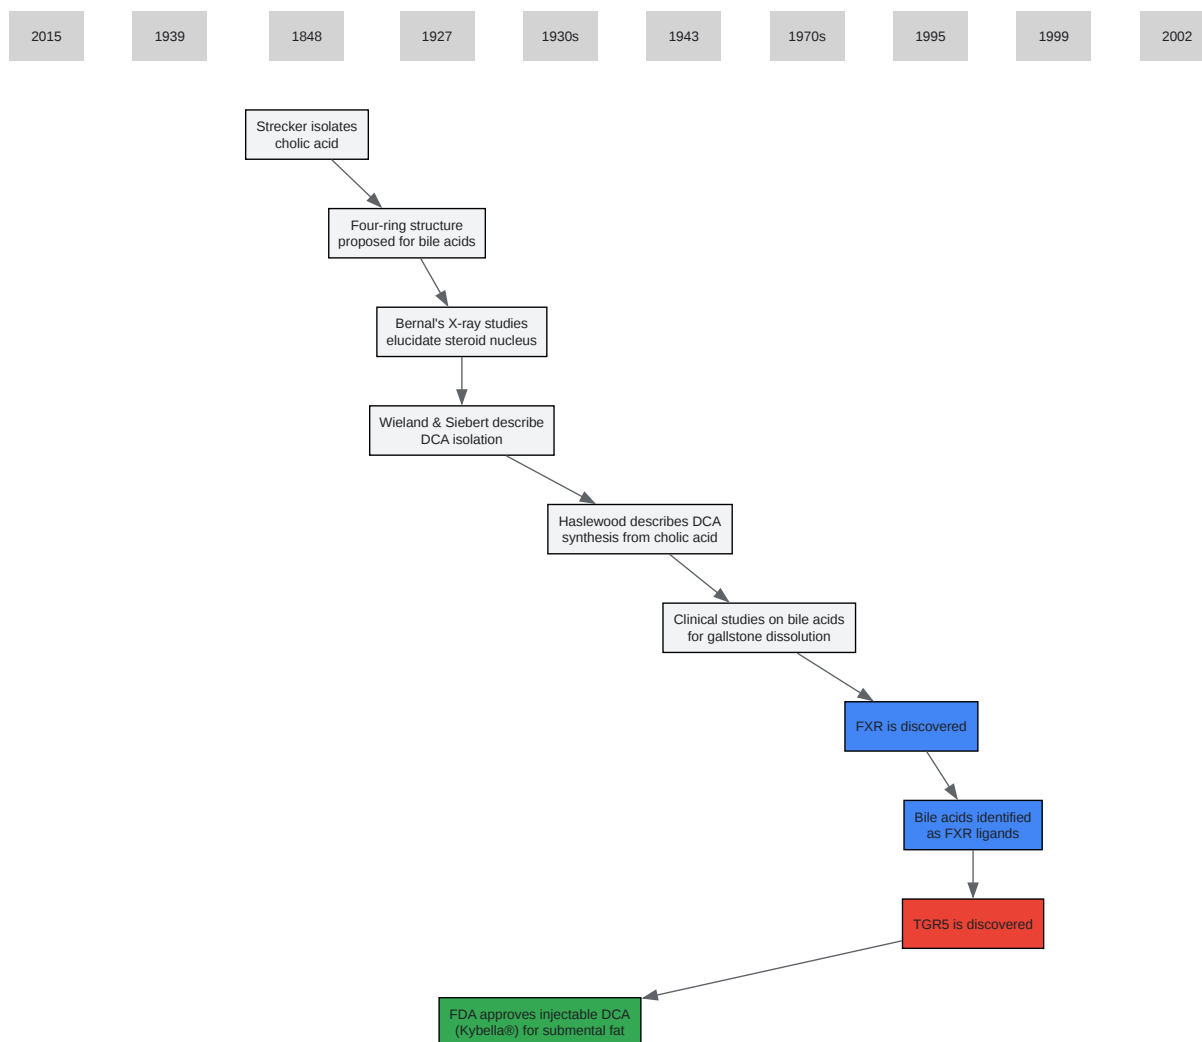 2015 1939 1848 1927 1930s 1943 1970s 1995 1999 2002
Strecker isolates
cholic acid
Four-ring structure
proposed for bile acids
Bernal's X-ray studies
elucidate steroid nucleus
Wieland & Siebert describe
DCA isolation
Haslewood describes DCA
synthesis from cholic acid
Clinical studies on bile acids
for gallstone dissolution
FXR is discovered
Bile acids identified
as FXR ligands
TGR5 is discovered
FDA approves injectable DCA
(Kybella®) for submental fat